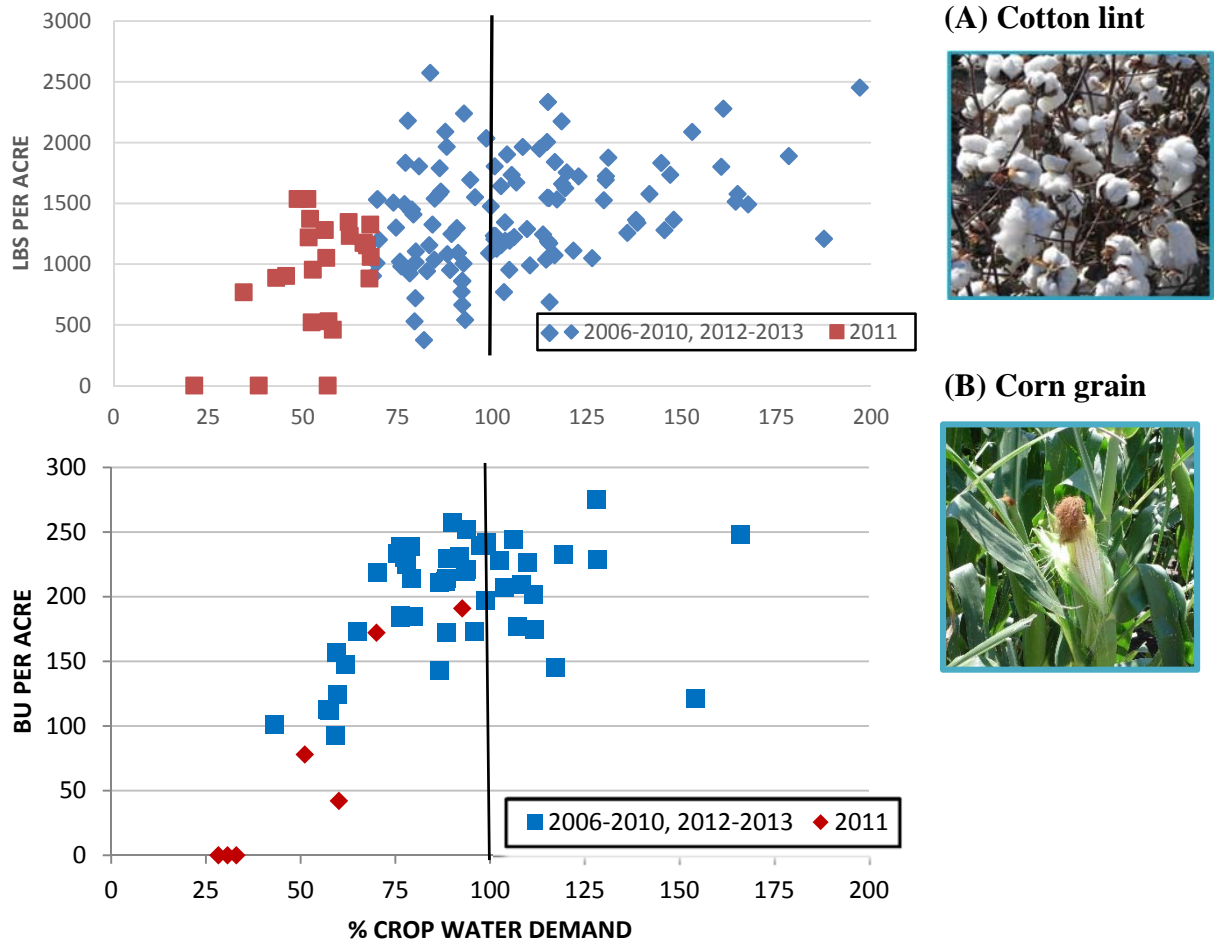 (A) Cotton lint
3000
2500
2000
1500
1000
500
0
LBS PER ACRE
0 25 50 75 100 125 150 175 200
2006-2010, 2012-2013 2011
(B) Corn grain
300
250
200
150
100
50
0
BU PER ACRE
0 25 50 75 100 125 150 175 200
2006-2010, 2012-2013 2011
% CROP WATER DEMAND